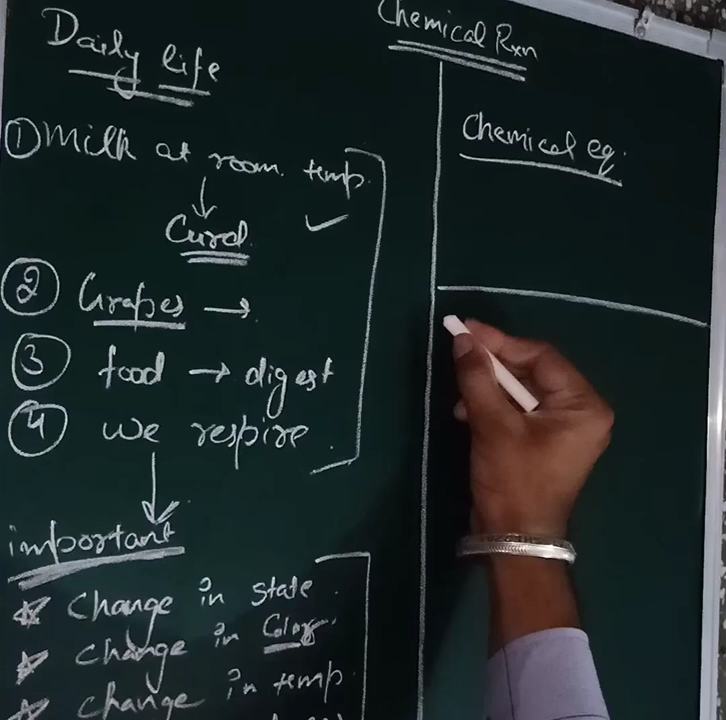 Daily life
① Milk at room temp.
↓
Curd ✓
② Grapes →
③ food → digest
④ we respire
↓
important
☆ Change in state
☆ change in Color
☆ change in temp
Chemical Rxn
Chemical eq.